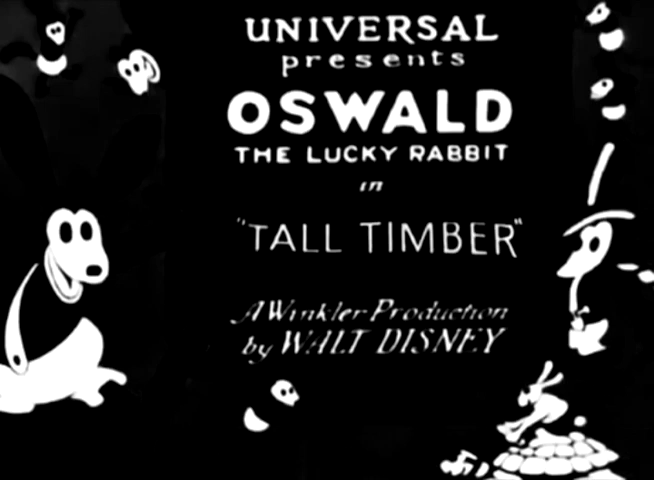 UNIVERSAL
presents
OSWALD
THE LUCKY RABBIT
in
"TALL TIMBER"
A Winkler Production
by WALT DISNEY